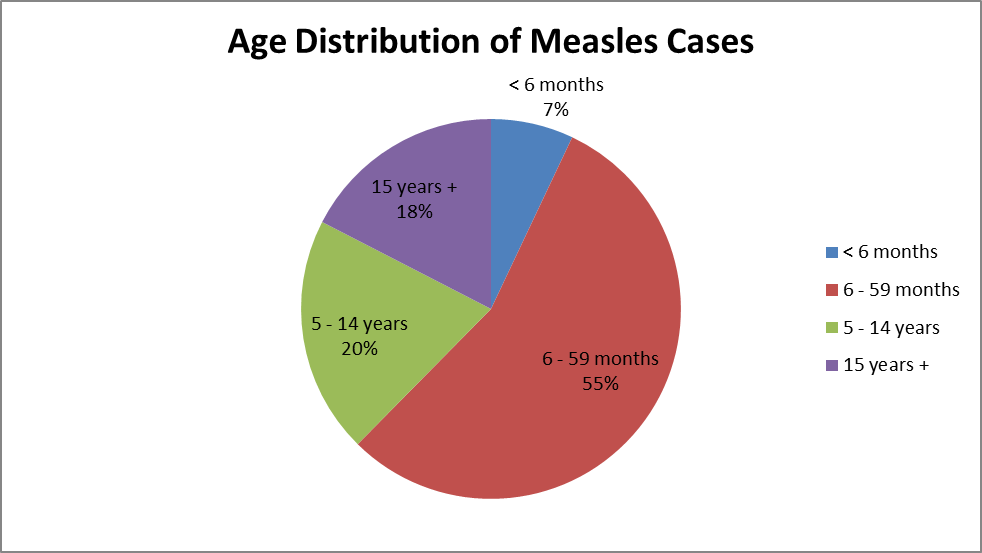 Age Distribution of Measles Cases
< 6 months
7%
15 years +
18%
5 - 14 years
20%
6 - 59 months
55%
< 6 months
6 - 59 months
5 - 14 years
15 years +